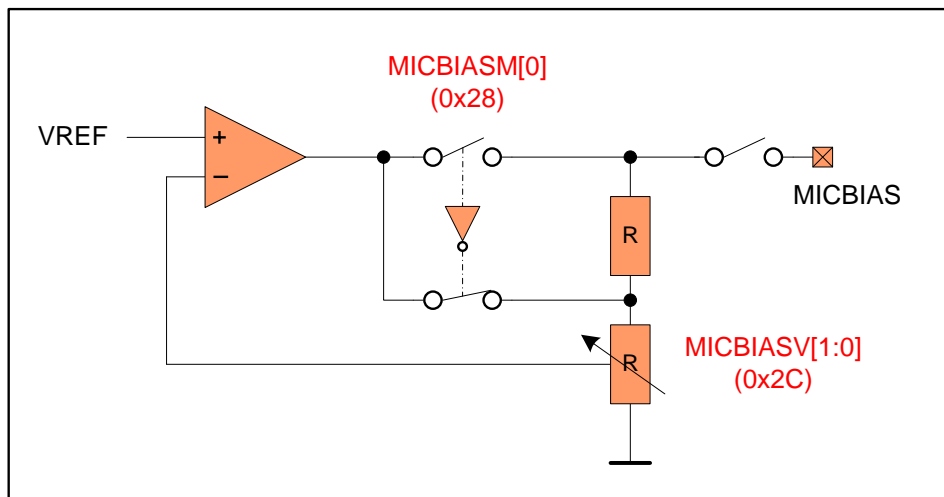 MICBIASM[0]
(0x28)
VREF
+
−
MICBIAS
R
R
MICBIASV[1:0]
(0x2C)